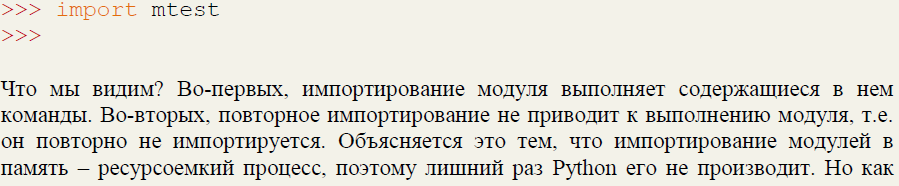 >>> import mtest
>>>
Что мы видим? Во-первых, импортирование модуля выполняет содержащиеся в нем
команды. Во-вторых, повторное импортирование не приводит к выполнению модуля, т.е.
он повторно не импортируется. Объясняется это тем, что импортирование модулей в
память – ресурсоемкий процесс, поэтому лишний раз Python его не производит. Но как